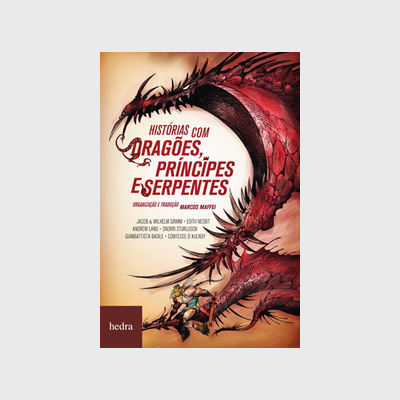 HISTÓRIAS COM
DRAGÕES,
PRÍNCIPES
E SERPENTES
ORGANIZAÇÃO E TRADUÇÃO MARCOS MAFFEI
JACOB & WILHELM GRIMM • EDITH NESBIT
ANDREW LANG • SNORRI STURLUSON
GIAMBATTISTA BASILE • CONTESSE D'AULNOY
hedra